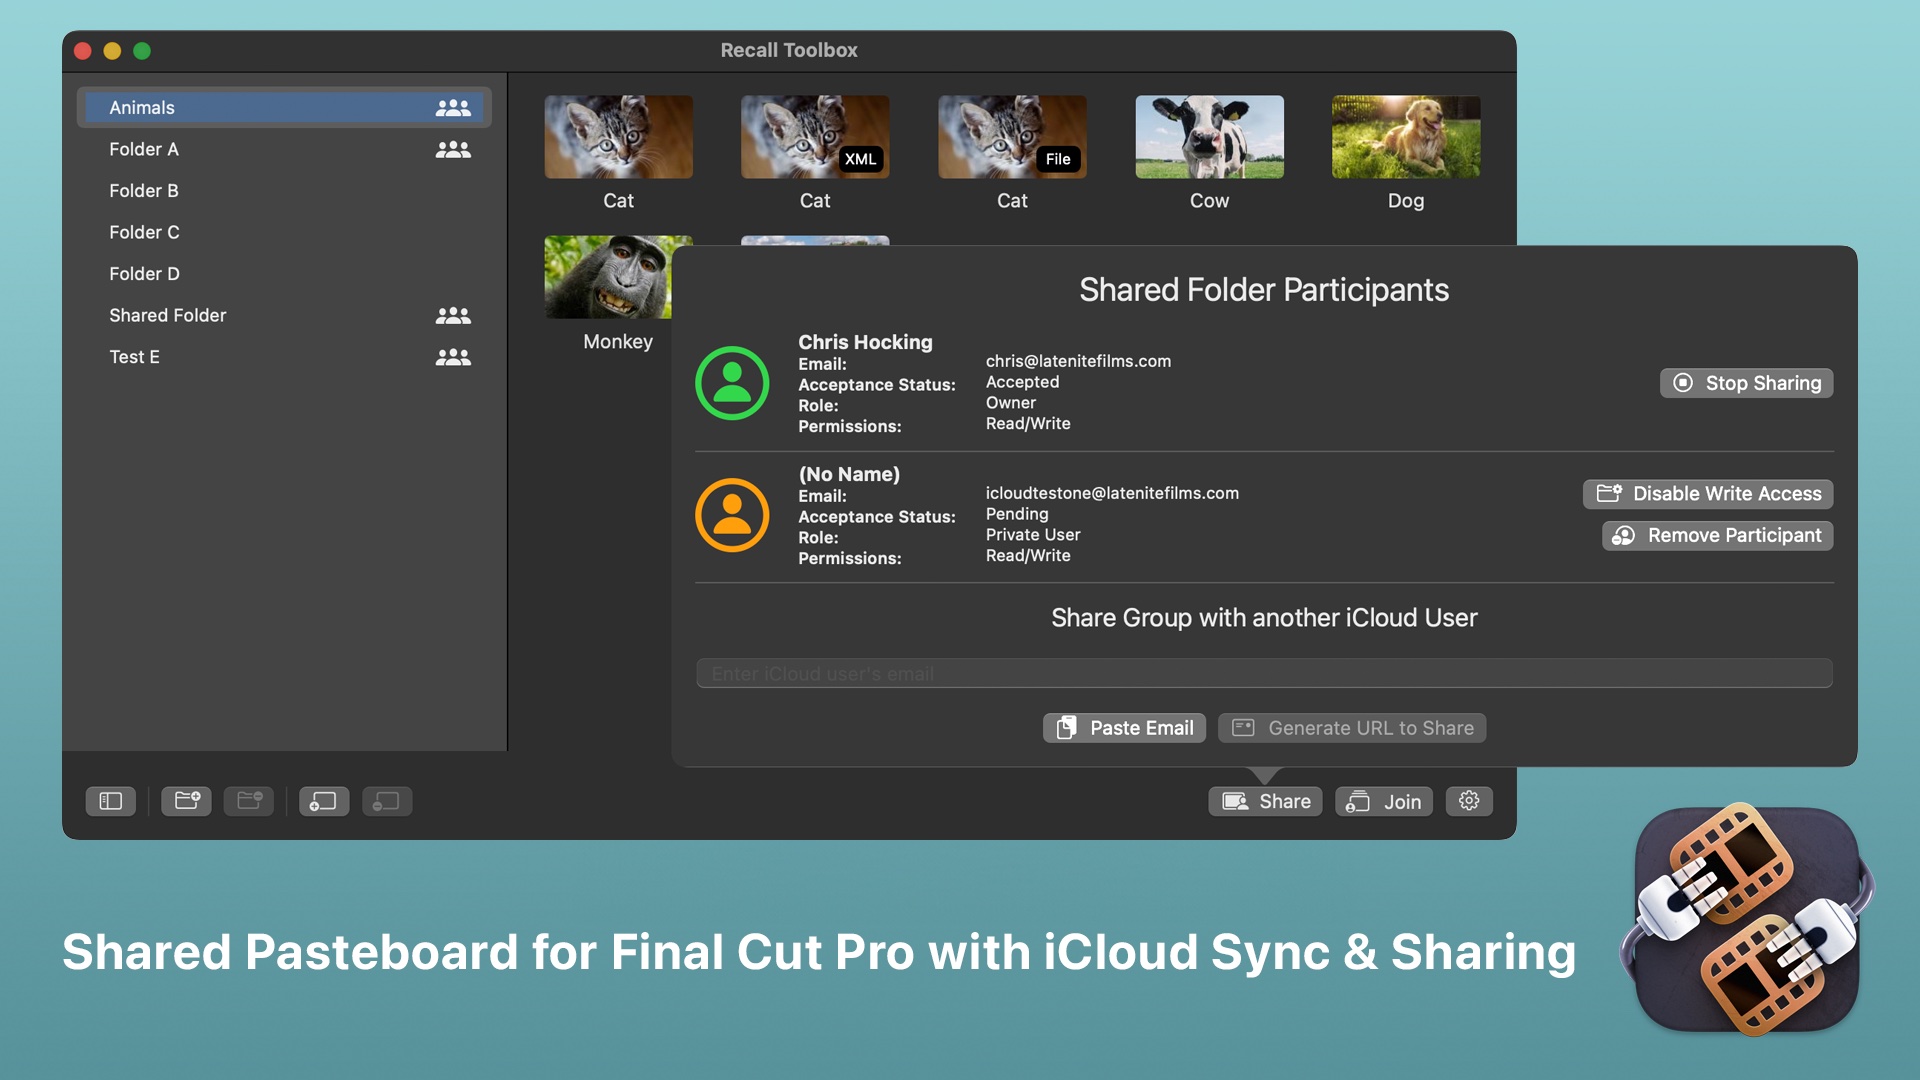 Recall Toolbox
Animals
Folder A
Folder B
Folder C
Folder D
Shared Folder
Test E
XML
File
Cat
Cat
Cat
Cow
Dog
Monkey
Shared Folder Participants
Chris Hocking
Email: chris@latenitefilms.com
Acceptance Status: Accepted
Role: Owner
Permissions: Read/Write
Stop Sharing
(No Name)
Email: icloudtestone@latenitefilms.com
Acceptance Status: Pending
Role: Private User
Permissions: Read/Write
Disable Write Access
Remove Participant
Share Group with another iCloud User
Enter iCloud user's email
Paste Email
Generate URL to Share
Share
Join
Shared Pasteboard for Final Cut Pro with iCloud Sync & Sharing